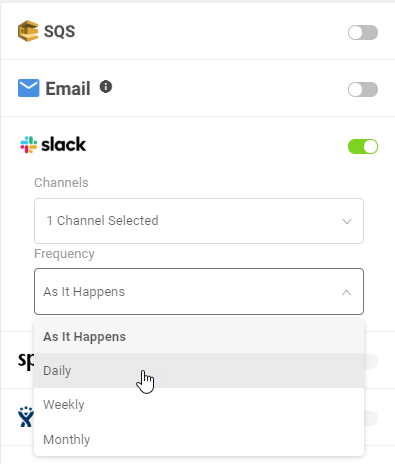 SQS
Email
slack
Channels
1 Channel Selected
Frequency
As It Happens
As It Happens
sp
Daily
Weekly
Monthly